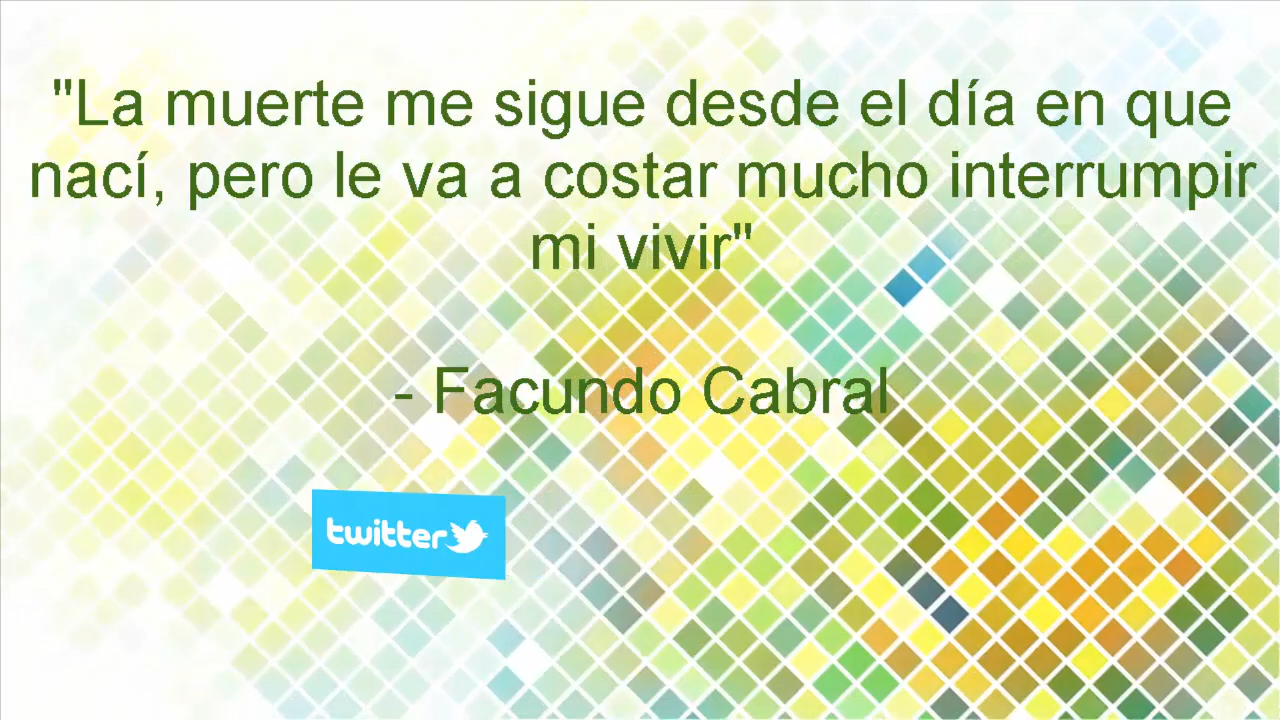 "La muerte me sigue desde el día en que
nací, pero le va a costar mucho interrumpir
mi vivir"
- Facundo Cabral
twitter